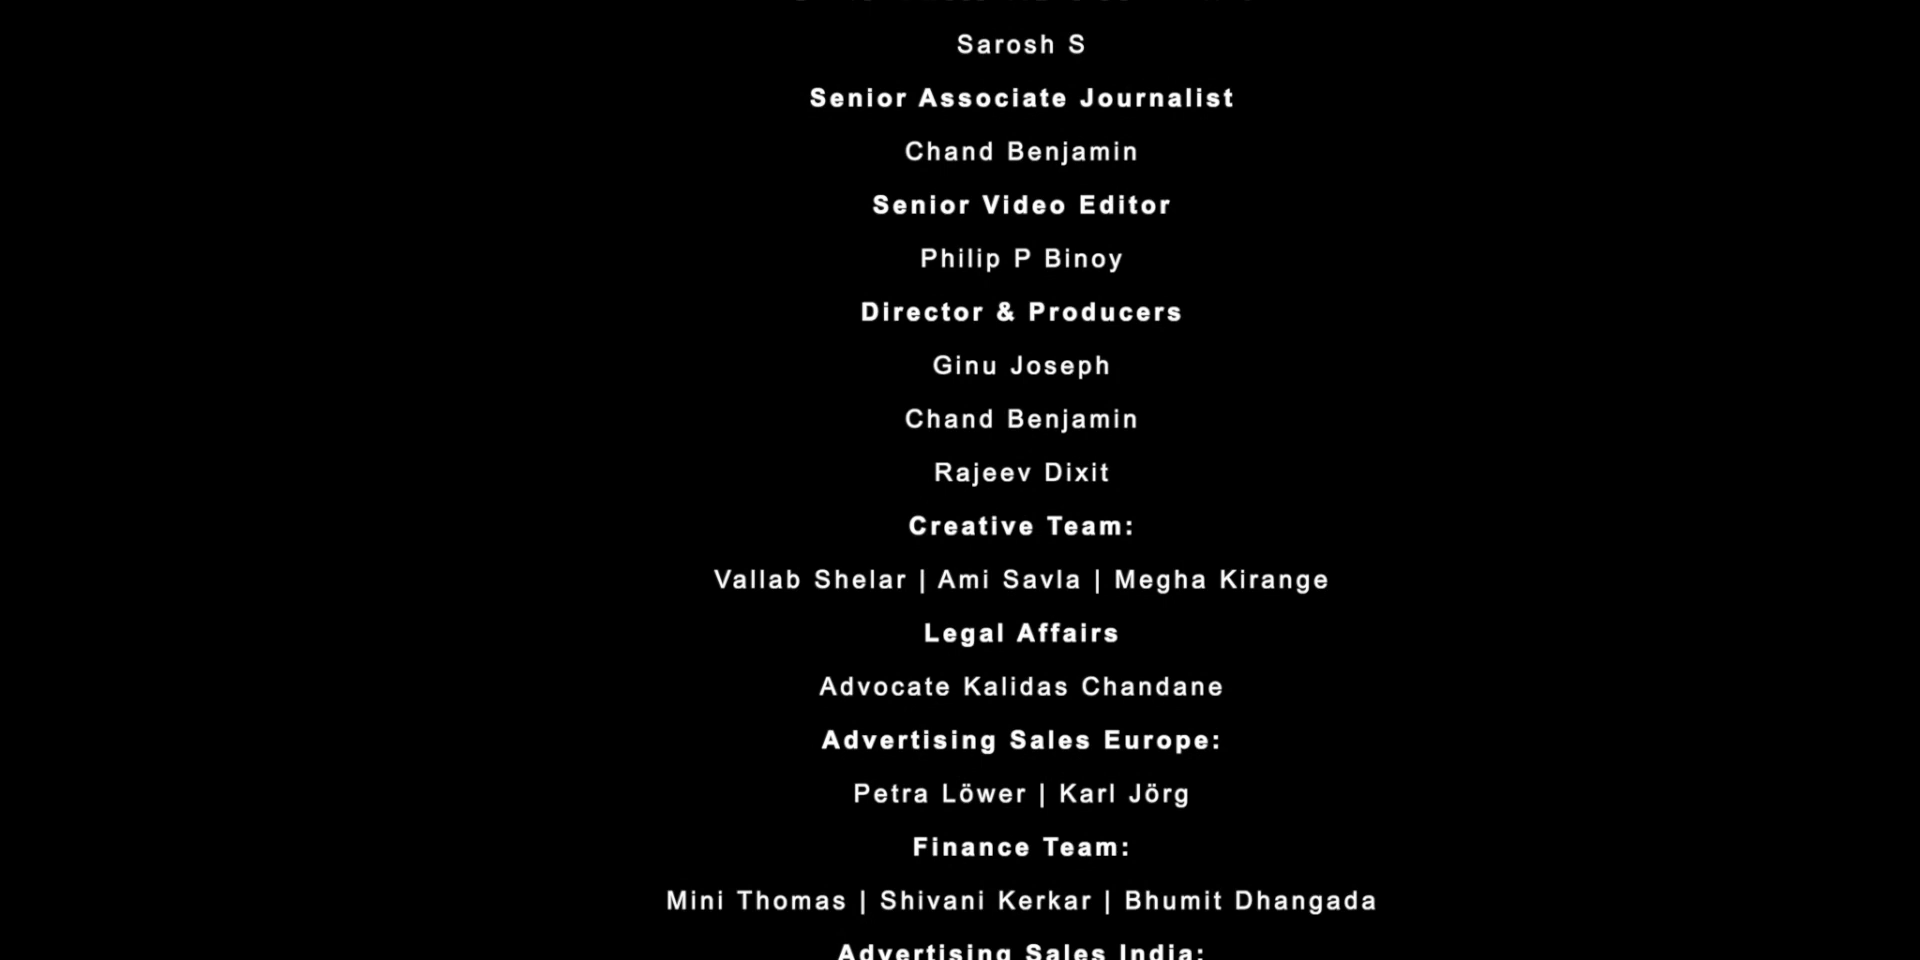 Sarosh S
Senior Associate Journalist
Chand Benjamin
Senior Video Editor
Philip P Binoy
Director & Producers
Ginu Joseph
Chand Benjamin
Rajeev Dixit
Creative Team:
Vallab Shelar | Ami Savla | Megha Kirange
Legal Affairs
Advocate Kalidas Chandane
Advertising Sales Europe:
Petra Löwer | Karl Jörg
Finance Team:
Mini Thomas | Shivani Kerkar | Bhumit Dhangada
Advertising Sales India: